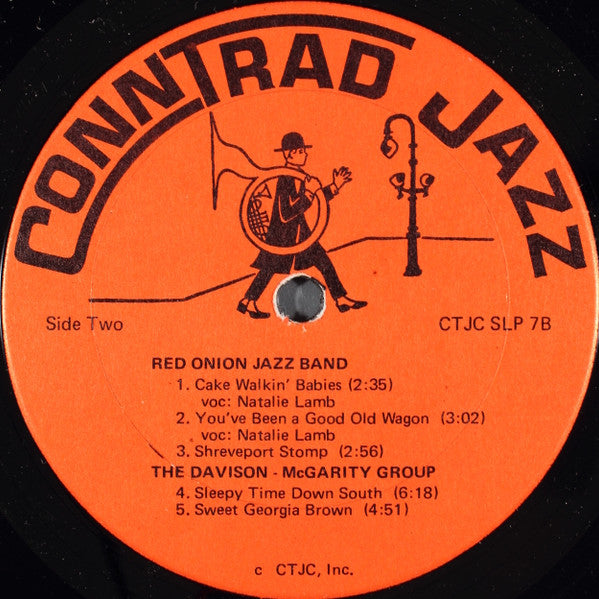 CONNTRAD JAZZ
Side Two
CTJC SLP 7B
RED ONION JAZZ BAND
1. Cake Walkin' Babies (2:35)
voc: Natalie Lamb
2. You've Been a Good Old Wagon (3:02)
voc: Natalie Lamb
3. Shreveport Stomp (2:56)
THE DAVISON - McGARITY GROUP
4. Sleepy Time Down South (6:18)
5. Sweet Georgia Brown (4:51)
c CTJC, Inc.